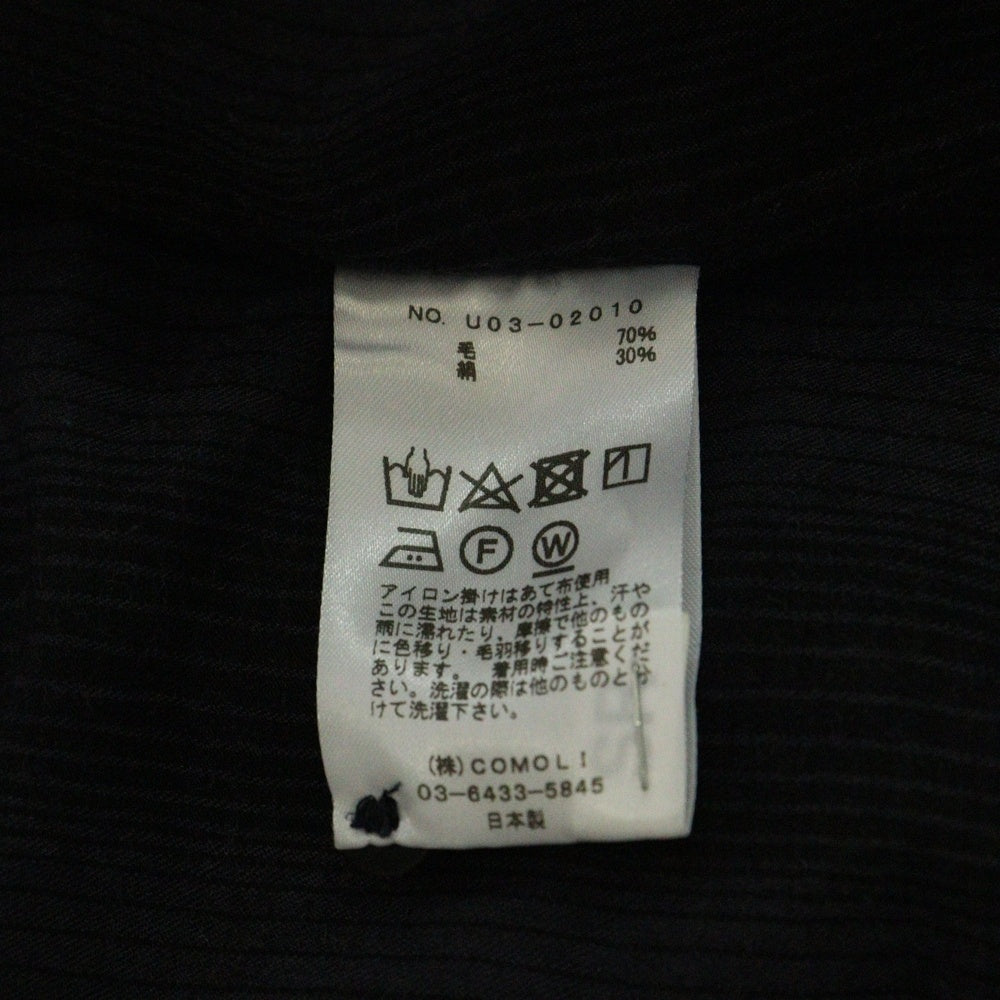 NO. U03-02010
毛 70%
絹 30%
F W
アイロン掛けはあて布使用
この生地は素材の特性上、汗や
雨に濡れたり、摩擦で他のもの
に色移り・毛羽移りすることが
あります。 着用時ご注意くだ
さい。洗濯の際は他のものと分
けて洗濯下さい。
(株)COMOLI
03-6433-5845
日本製